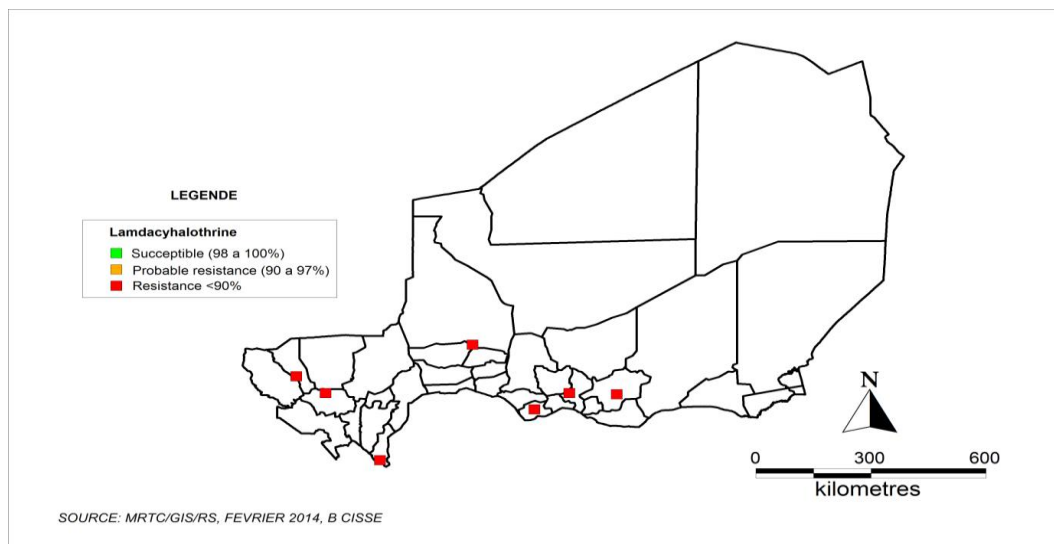 LEGENDE
Lamdacyhalothrine
Succeptible (98 a 100%)
Probable resistance (90 a 97%)
Resistance <90%
N
0 300 600
kilometres
SOURCE: MRTC/GIS/RS, FEVRIER 2014, B CISSE